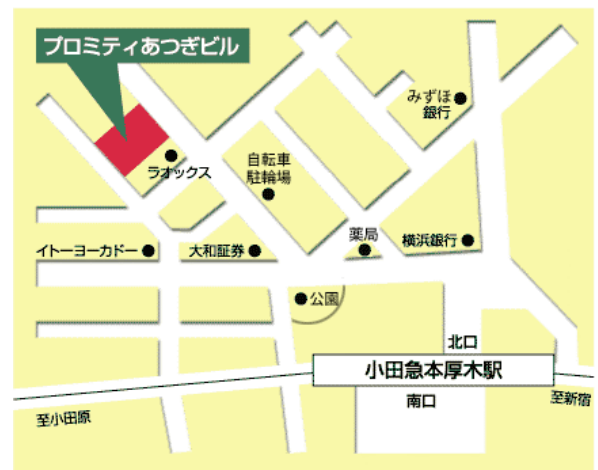 プロミティあつぎビル
みずほ
銀行
自転車
駐輪場
ラオックス
薬局
横浜銀行
イトーヨーカドー
大和証券
公園
北口
小田急本厚木駅
南口
至新宿
至小田原